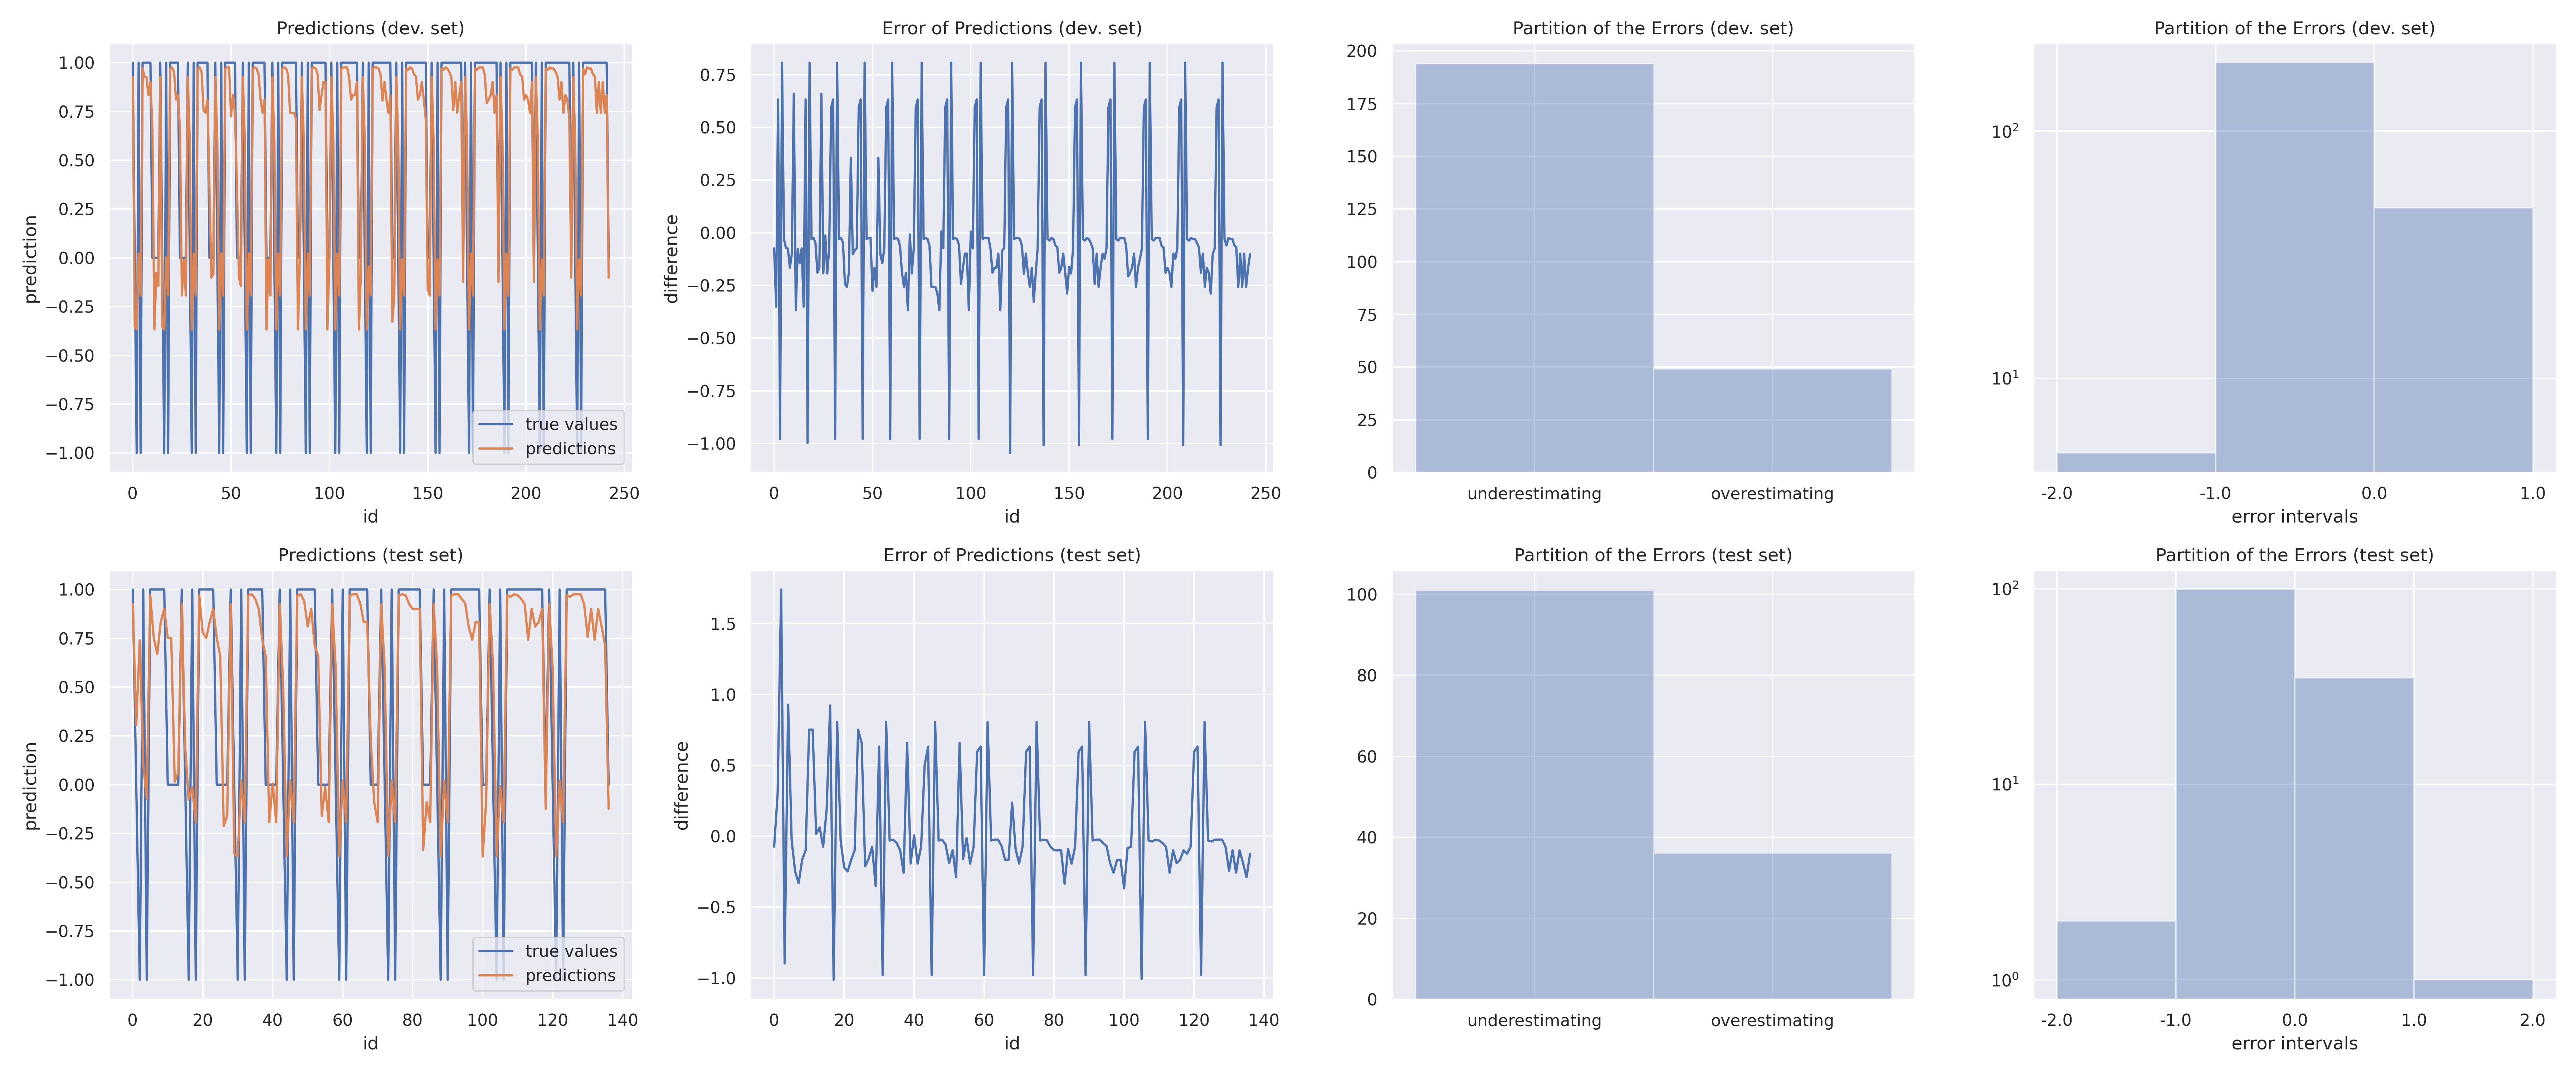 Predictions (dev. set)
1.00
0.75
0.50
0.25
0.00
−0.25
−0.50
−0.75
−1.00
prediction
true values
predictions
0 50 100 150 200 250
id
Error of Predictions (dev. set)
0.75
0.50
0.25
0.00
−0.25
−0.50
−0.75
−1.00
difference
0 50 100 150 200 250
id
Partition of the Errors (dev. set)
200
175
150
125
100
75
50
25
0
underestimating overestimating
Partition of the Errors (dev. set)
10²
10¹
-2.0 -1.0 0.0 1.0
error intervals
Predictions (test set)
1.00
0.75
0.50
0.25
0.00
−0.25
−0.50
−0.75
−1.00
prediction
true values
predictions
0 20 40 60 80 100 120 140
id
Error of Predictions (test set)
1.5
1.0
0.5
0.0
−0.5
−1.0
difference
0 20 40 60 80 100 120 140
id
Partition of the Errors (test set)
100
80
60
40
20
0
underestimating overestimating
Partition of the Errors (test set)
10²
10¹
10⁰
-2.0 -1.0 0.0 1.0 2.0
error intervals